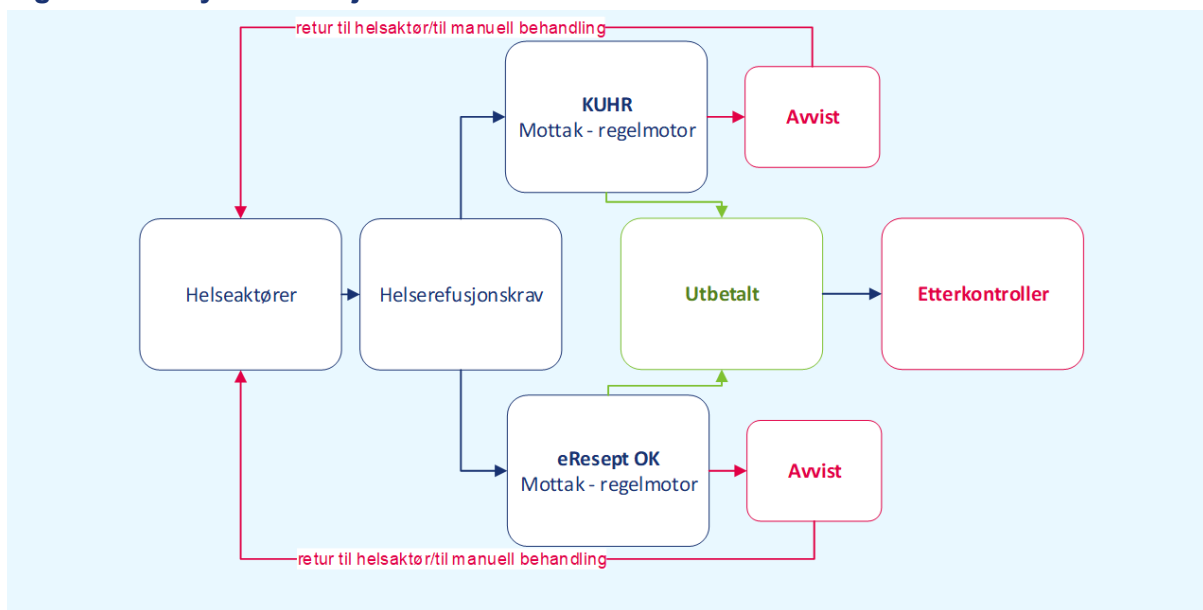 retur til helsaktør/til manuell behandling
KUHR
Mottak - regelmotor
Avvist
Helseaktører
Helserefusjonskrav
Utbetalt
Etterkontroller
eResept OK
Mottak - regelmotor
Avvist
retur til helsaktør/til manuell behandling